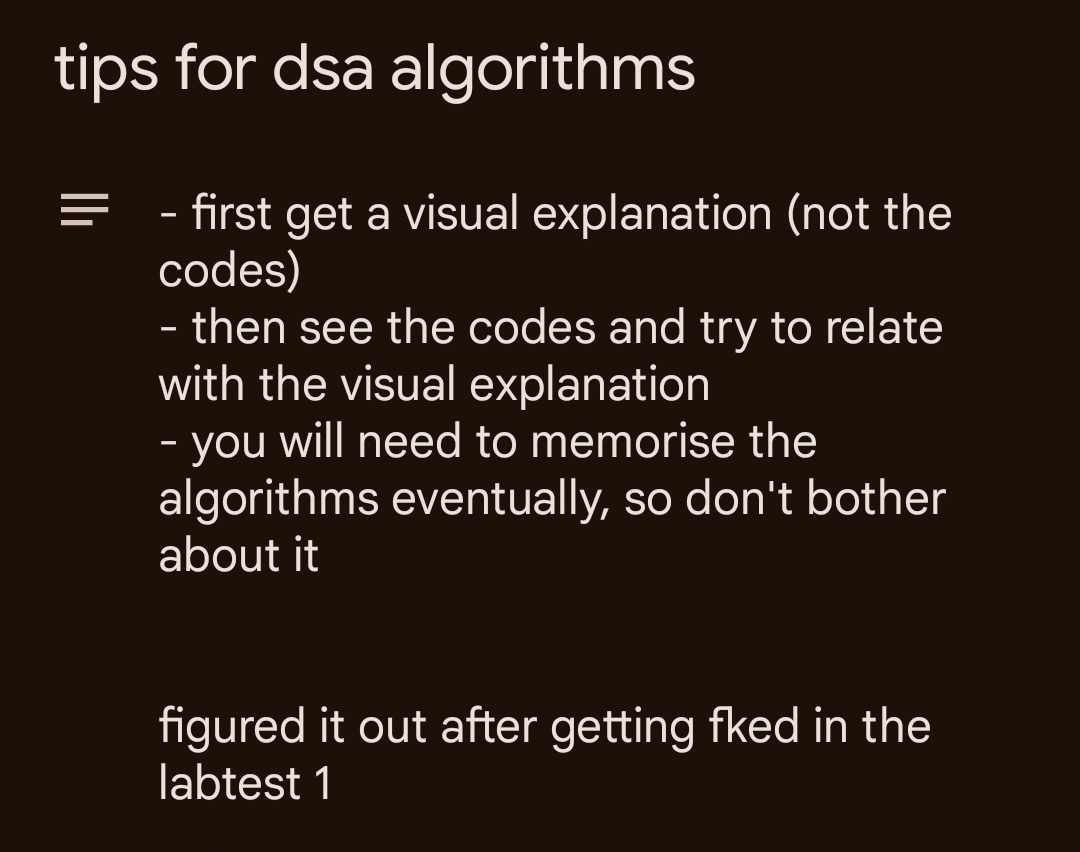 tips for dsa algorithms
- first get a visual explanation (not the
codes)
- then see the codes and try to relate
with the visual explanation
- you will need to memorise the
algorithms eventually, so don't bother
about it
figured it out after getting fked in the
labtest 1